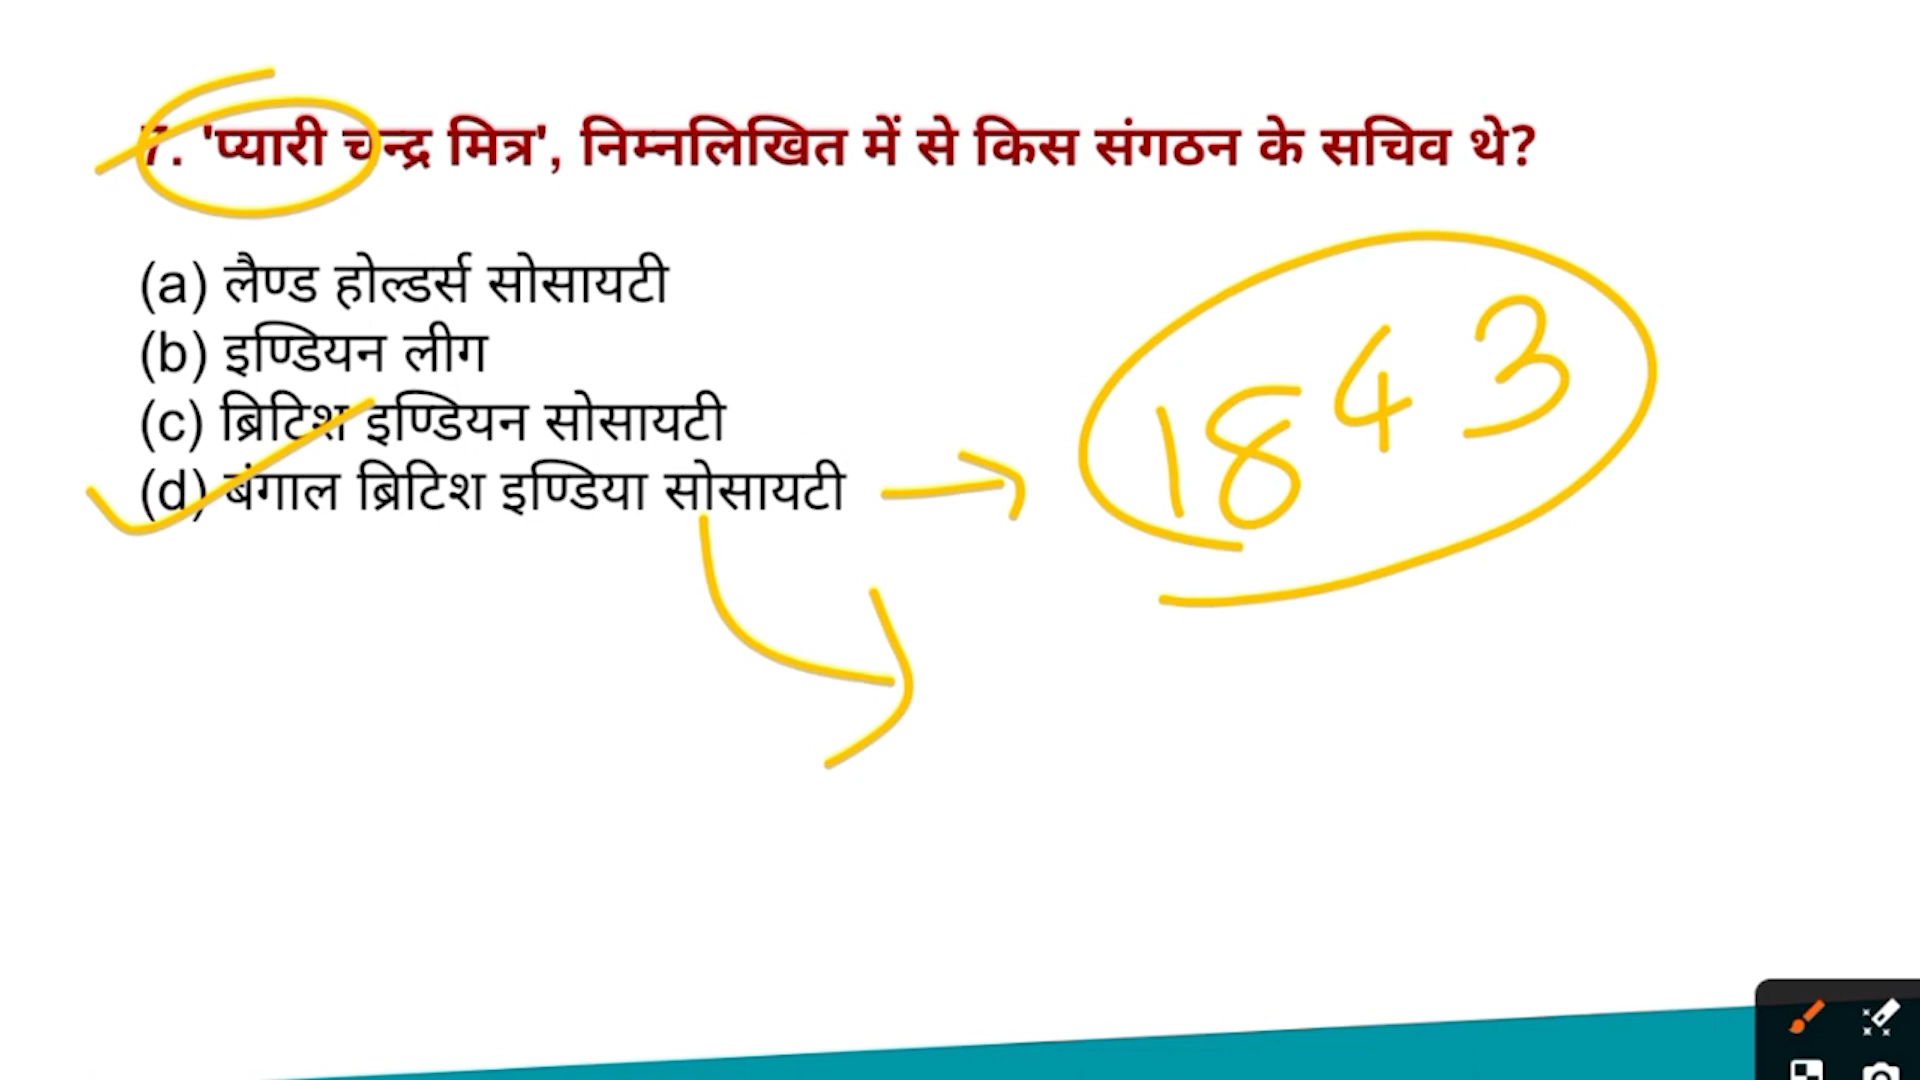 7. 'प्यारी चन्द्र मित्र', निम्नलिखित में से किस संगठन के सचिव थे?
(a) लैण्ड होल्डर्स सोसायटी
(b) इण्डियन लीग
(c) ब्रिटिश इण्डियन सोसायटी
(d) बंगाल ब्रिटिश इण्डिया सोसायटी
1843